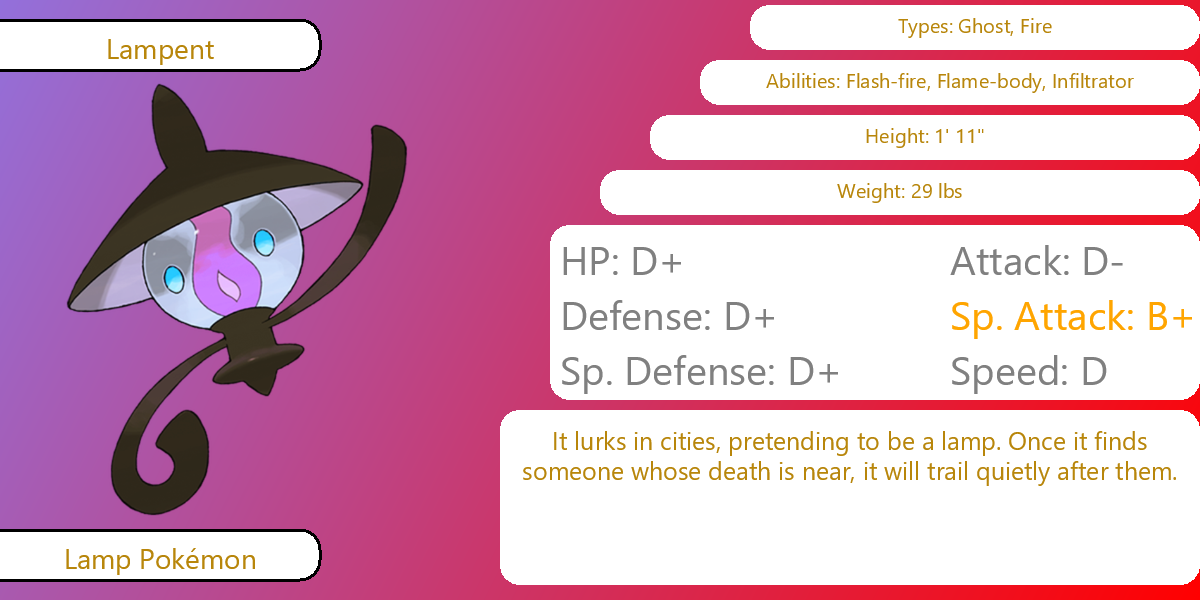 Lampent
Lamp Pokémon
Types: Ghost, Fire
Abilities: Flash-fire, Flame-body, Infiltrator
Height: 1' 11"
Weight: 29 lbs
HP: D+
Attack: D-
Defense: D+
Sp. Attack: B+
Sp. Defense: D+
Speed: D
It lurks in cities, pretending to be a lamp. Once it finds
someone whose death is near, it will trail quietly after them.